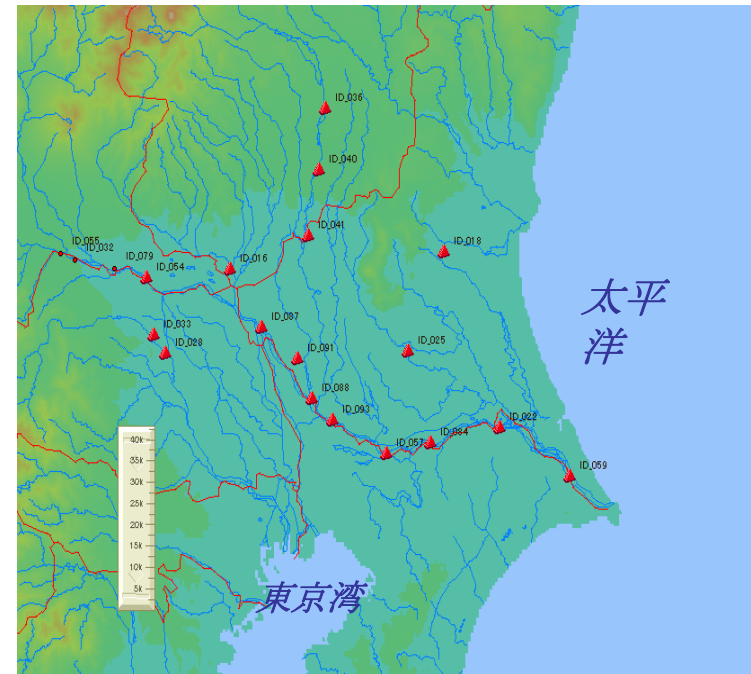 ID_036
ID_040
ID_041
ID_018
ID_055
ID_032
ID_079
ID_054
ID_016
太平
洋
ID_033
ID_028
ID_087
ID_091
ID_025
ID_088
ID_093
ID_057
ID_084
ID_022
ID_059
40k
35k
30k
25k
20k
15k
10k
5k
東京湾